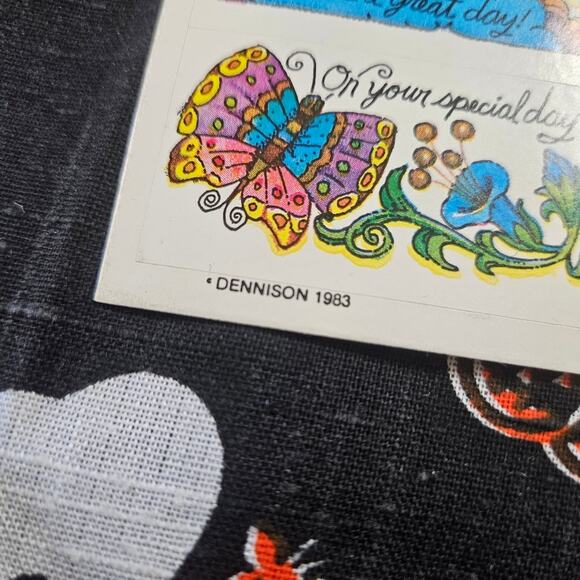 a great day!
On your special day
© DENNISON 1983